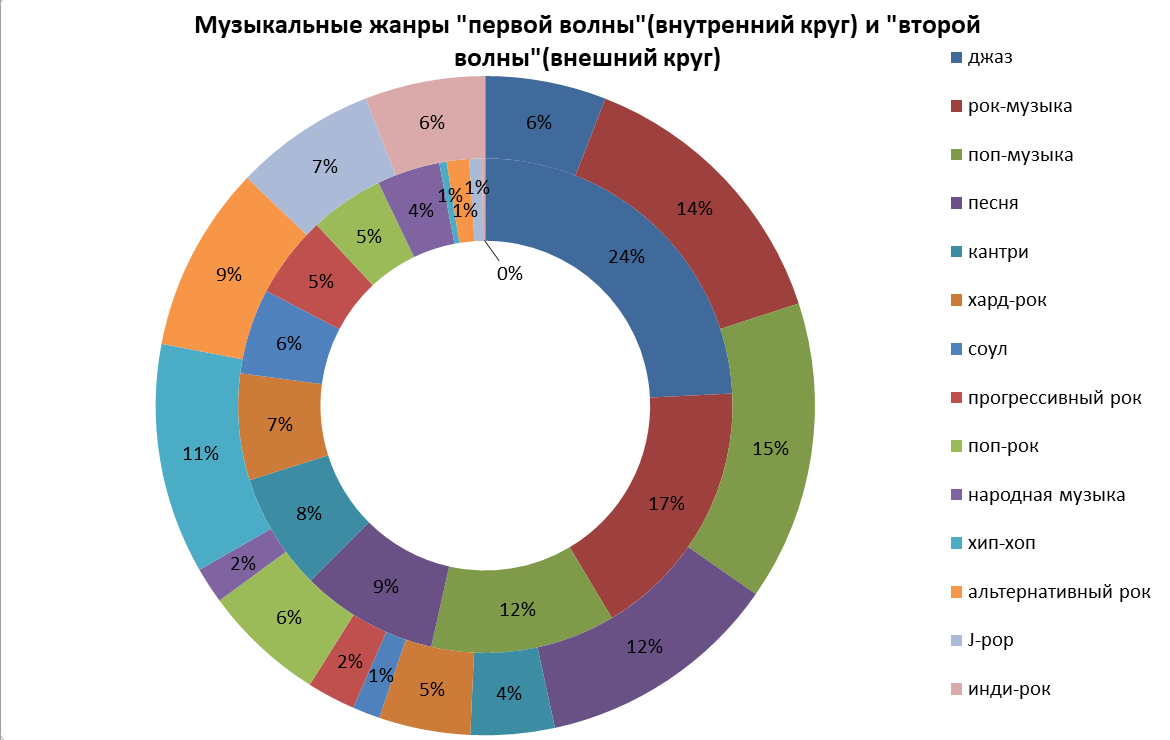 Музыкальные жанры "первой волны"(внутренний круг) и "второй
волны"(внешний круг)
джаз
рок-музыка
поп-музыка
песня
кантри
хард-рок
соул
прогрессивный рок
поп-рок
народная музыка
хип-хоп
альтернативный рок
J-pop
инди-рок
6%
14%
15%
12%
4%
5%
1%
2%
6%
2%
11%
9%
7%
6%
24%
17%
12%
9%
8%
7%
6%
5%
5%
4%
1%
1%
1%
0%